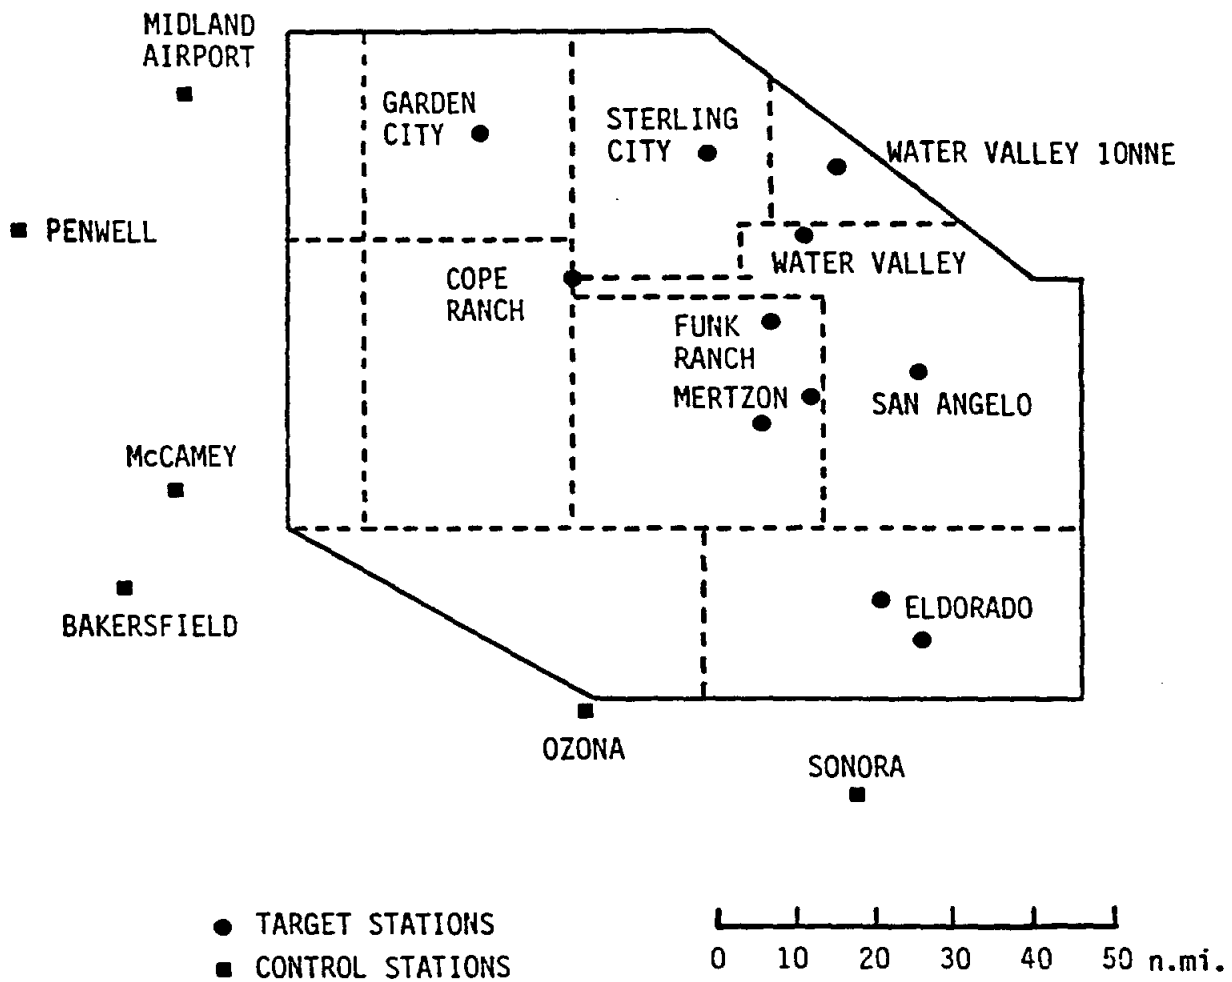 MIDLAND
AIRPORT
GARDEN
CITY
STERLING
CITY
WATER VALLEY 10NNE
PENWELL
WATER VALLEY
COPE
RANCH
FUNK
RANCH
MERTZON
SAN ANGELO
McCAMEY
BAKERSFIELD
ELDORADO
OZONA
SONORA
TARGET STATIONS
CONTROL STATIONS
0 10 20 30 40 50 n.mi.